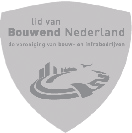 lid van
Bouwend Nederland
de vereniging van bouw- en infrabedrijven